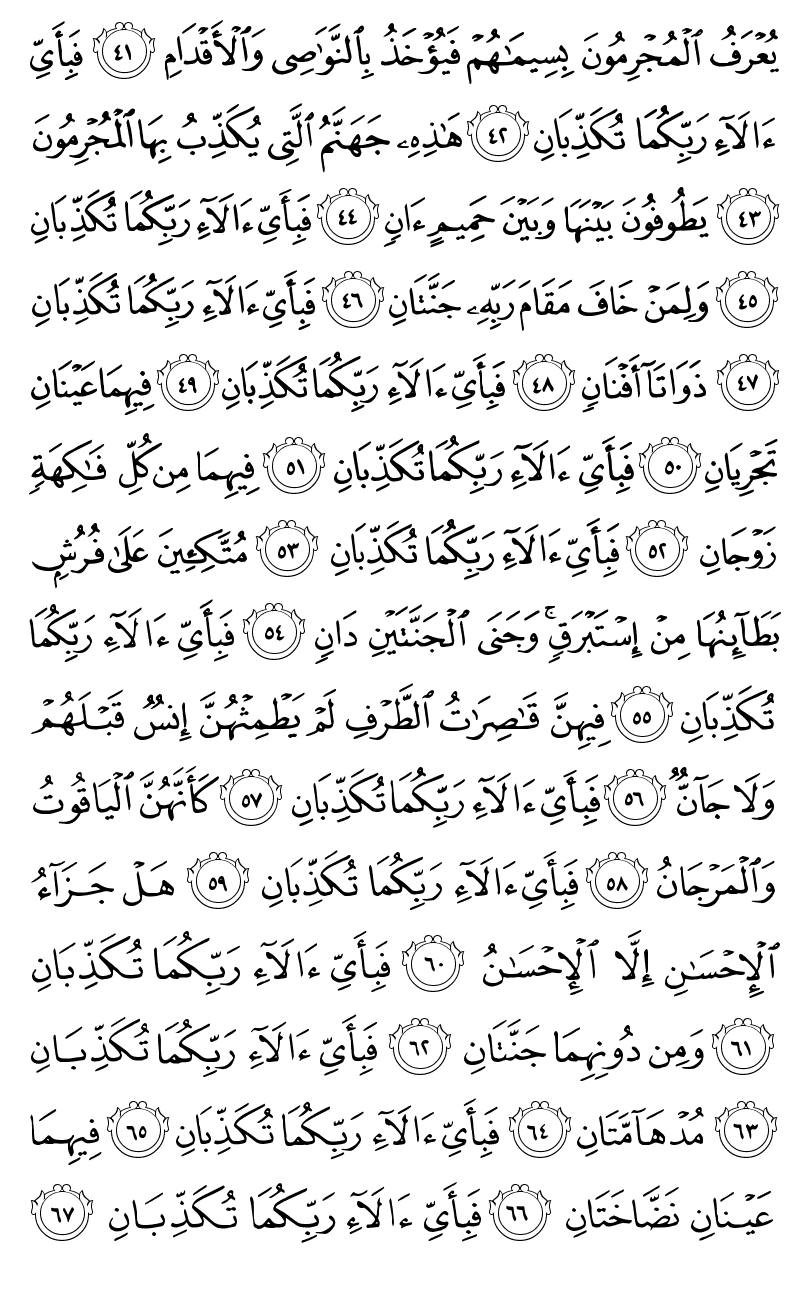 يُعْرَفُ ٱلْمُجْرِمُونَ بِسِيمَٰهُمْ فَيُؤْخَذُ بِٱلنَّوَٰصِى وَٱلْأَقْدَامِ ٤١ فَبِأَىِّ
ءَالَآءِ رَبِّكُمَا تُكَذِّبَانِ ٤٢ هَٰذِهِۦ جَهَنَّمُ ٱلَّتِى يُكَذِّبُ بِهَا ٱلْمُجْرِمُونَ
٤٣ يَطُوفُونَ بَيْنَهَا وَبَيْنَ حَمِيمٍ ءَانٍ ٤٤ فَبِأَىِّ ءَالَآءِ رَبِّكُمَا تُكَذِّبَانِ
٤٥ وَلِمَنْ خَافَ مَقَامَ رَبِّهِۦ جَنَّتَانِ ٤٦ فَبِأَىِّ ءَالَآءِ رَبِّكُمَا تُكَذِّبَانِ
٤٧ ذَوَاتَآ أَفْنَانٍ ٤٨ فَبِأَىِّ ءَالَآءِ رَبِّكُمَا تُكَذِّبَانِ ٤٩ فِيهِمَا عَيْنَانِ
تَجْرِيَانِ ٥٠ فَبِأَىِّ ءَالَآءِ رَبِّكُمَا تُكَذِّبَانِ ٥١ فِيهِمَا مِن كُلِّ فَٰكِهَةٍ
زَوْجَانِ ٥٢ فَبِأَىِّ ءَالَآءِ رَبِّكُمَا تُكَذِّبَانِ ٥٣ مُتَّكِـِٔينَ عَلَىٰ فُرُشٍۭ
بَطَآئِنُهَا مِنْ إِسْتَبْرَقٍ ۚ وَجَنَى ٱلْجَنَّتَيْنِ دَانٍ ٥٤ فَبِأَىِّ ءَالَآءِ رَبِّكُمَا
تُكَذِّبَانِ ٥٥ فِيهِنَّ قَٰصِرَٰتُ ٱلطَّرْفِ لَمْ يَطْمِثْهُنَّ إِنسٌ قَبْلَهُمْ
وَلَا جَآنٌّ ٥٦ فَبِأَىِّ ءَالَآءِ رَبِّكُمَا تُكَذِّبَانِ ٥٧ كَأَنَّهُنَّ ٱلْيَاقُوتُ
وَٱلْمَرْجَانُ ٥٨ فَبِأَىِّ ءَالَآءِ رَبِّكُمَا تُكَذِّبَانِ ٥٩ هَلْ جَزَآءُ
ٱلْإِحْسَٰنِ إِلَّا ٱلْإِحْسَٰنُ ٦٠ فَبِأَىِّ ءَالَآءِ رَبِّكُمَا تُكَذِّبَانِ
٦١ وَمِن دُونِهِمَا جَنَّتَانِ ٦٢ فَبِأَىِّ ءَالَآءِ رَبِّكُمَا تُكَذِّبَانِ
٦٣ مُدْهَآمَّتَانِ ٦٤ فَبِأَىِّ ءَالَآءِ رَبِّكُمَا تُكَذِّبَانِ ٦٥ فِيهِمَا
عَيْنَانِ نَضَّاخَتَانِ ٦٦ فَبِأَىِّ ءَالَآءِ رَبِّكُمَا تُكَذِّبَانِ ٦٧